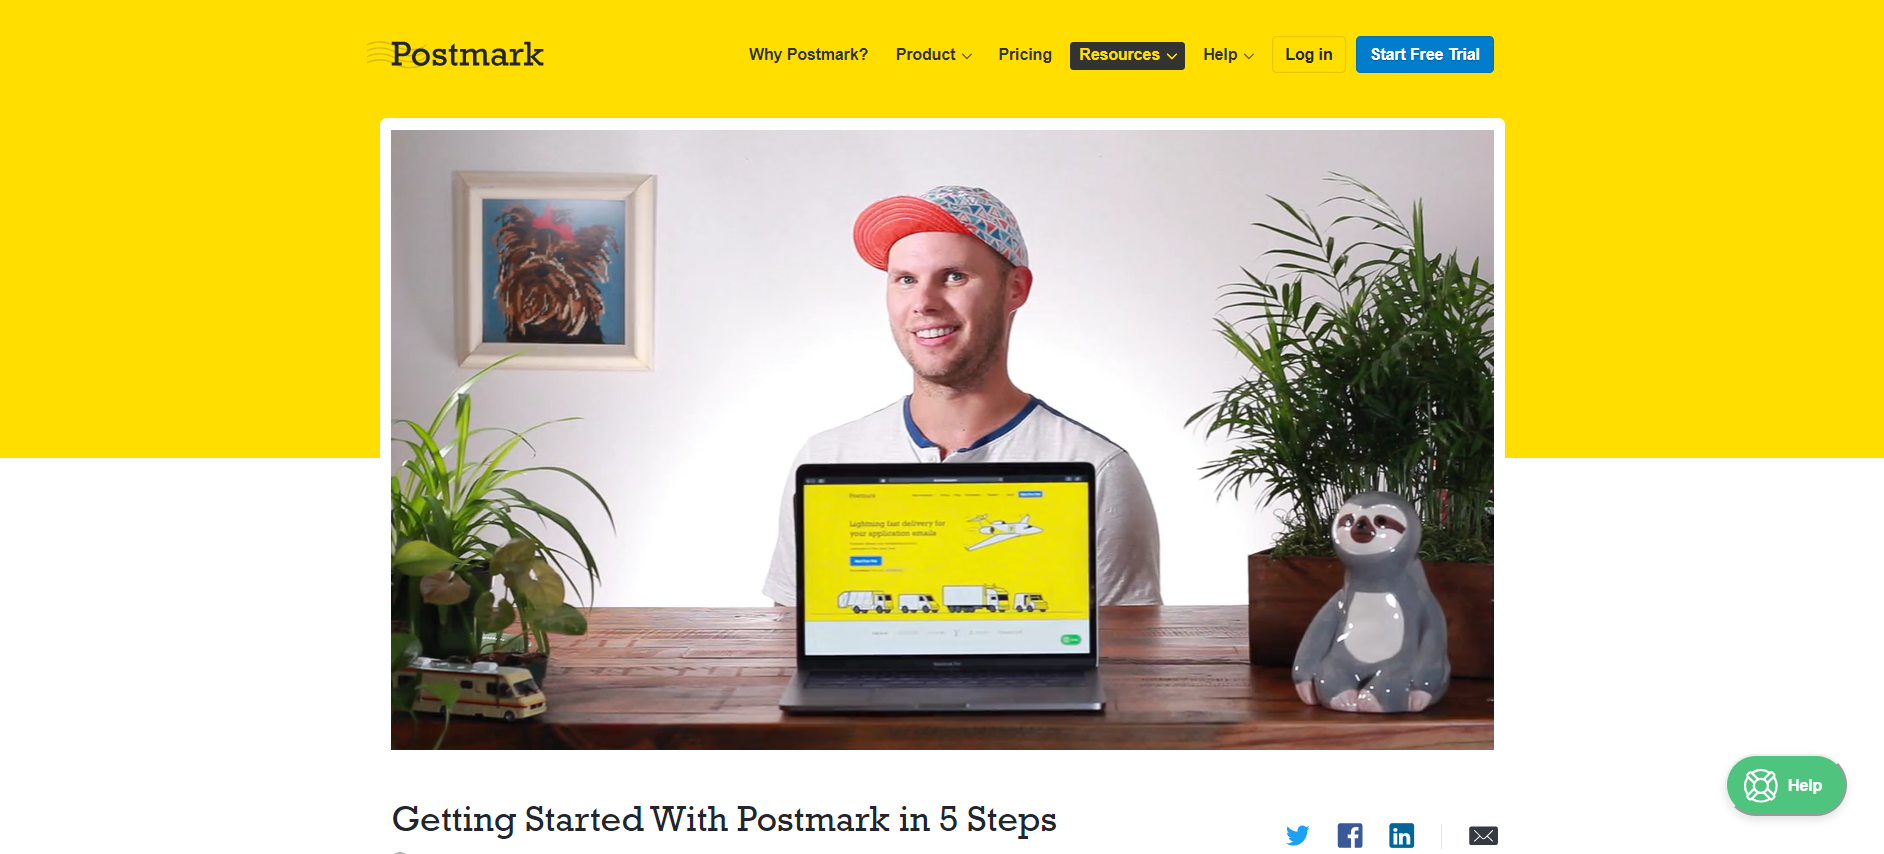 Postmark
Why Postmark?
Product
Pricing
Resources
Help
Log in
Start Free Trial
Postmark
Lightning fast delivery for
your application emails
Help
Getting Started With Postmark in 5 Steps